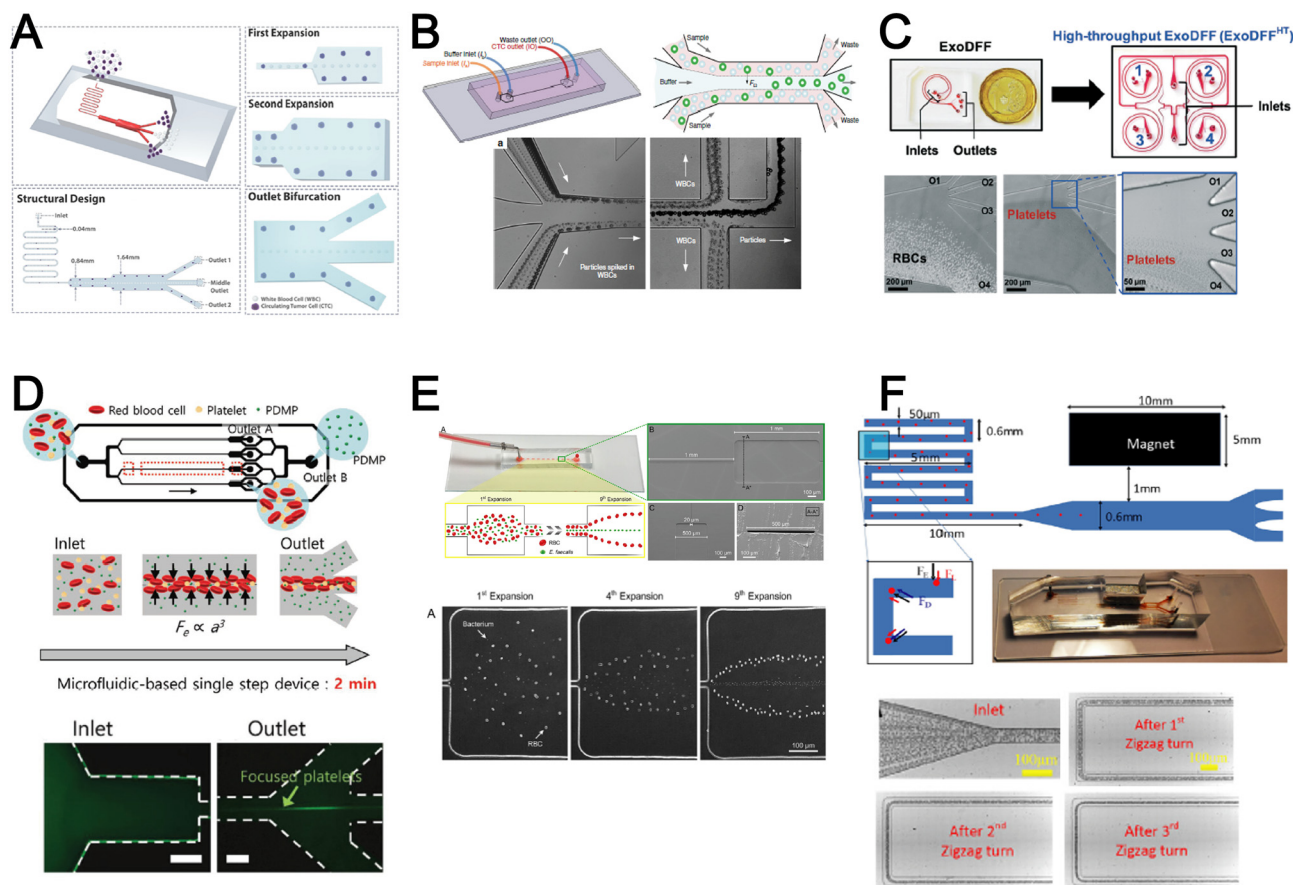 A
First Expansion
Second Expansion
Structural Design
Inlet
0.04mm
0.84mm
1.64mm
Outlet 1
Middle
Outlet
Outlet 2
White Blood Cell (WBC)
Circulating Tumor Cell (CTC)
Outlet Bifurcation
B
Waste outlet (OO)
CTC outlet (IO)
Buffer Inlet
Sample Inlet
Sample
Waste
Buffer
Sample
Waste
a
WBCs
Particles spiked in
WBCs
WBCs
Particles
C
ExoDFF
High-throughput ExoDFF (ExoDFFHT)
1
2
3
4
Inlets
Inlets
Outlets
O1
O2
O3
O4
RBCs
200 µm
Platelets
200 µm
O1
O2
O3
O4
Platelets
50 µm
D
Red blood cell
Platelet
PDMP
Outlet A
PDMP
Outlet B
Inlet
Outlet
Fe ∝ a3
Microfluidic-based single step device : 2 min
Inlet
Outlet
Focused platelets
E
A
1st Expansion
9th Expansion
RBC
E. faecalis
B
1 mm
1 mm
A
A'
100 µm
C
20 µm
500 µm
100 µm
D
A-A'
500 µm
100 µm
A
1st Expansion
4th Expansion
9th Expansion
Bacterium
RBC
100 µm
F
50µm
0.6mm
5mm
10mm
10mm
Magnet
5mm
1mm
0.6mm
FE
FL
FD
Inlet
100µm
After 1st
Zigzag turn
100µm
After 2nd
Zigzag turn
After 3rd
Zigzag turn